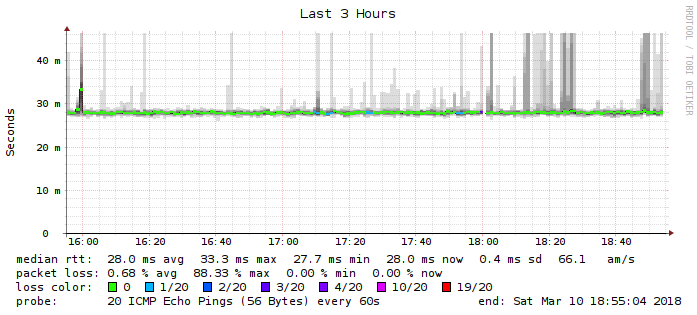 Last 3 Hours
RRDTOOL / TOBI OETIKER
Seconds
40 m
30 m
20 m
10 m
0
16:00 16:20 16:40 17:00 17:20 17:40 18:00 18:20 18:40
median rtt: 28.0 ms avg 33.3 ms max 27.7 ms min 28.0 ms now 0.4 ms sd 66.1 am/s
packet loss: 0.68 % avg 88.33 % max 0.00 % min 0.00 % now
loss color: 0 1/20 2/20 3/20 4/20 10/20 19/20
probe: 20 ICMP Echo Pings (56 Bytes) every 60s end: Sat Mar 10 18:55:04 2018